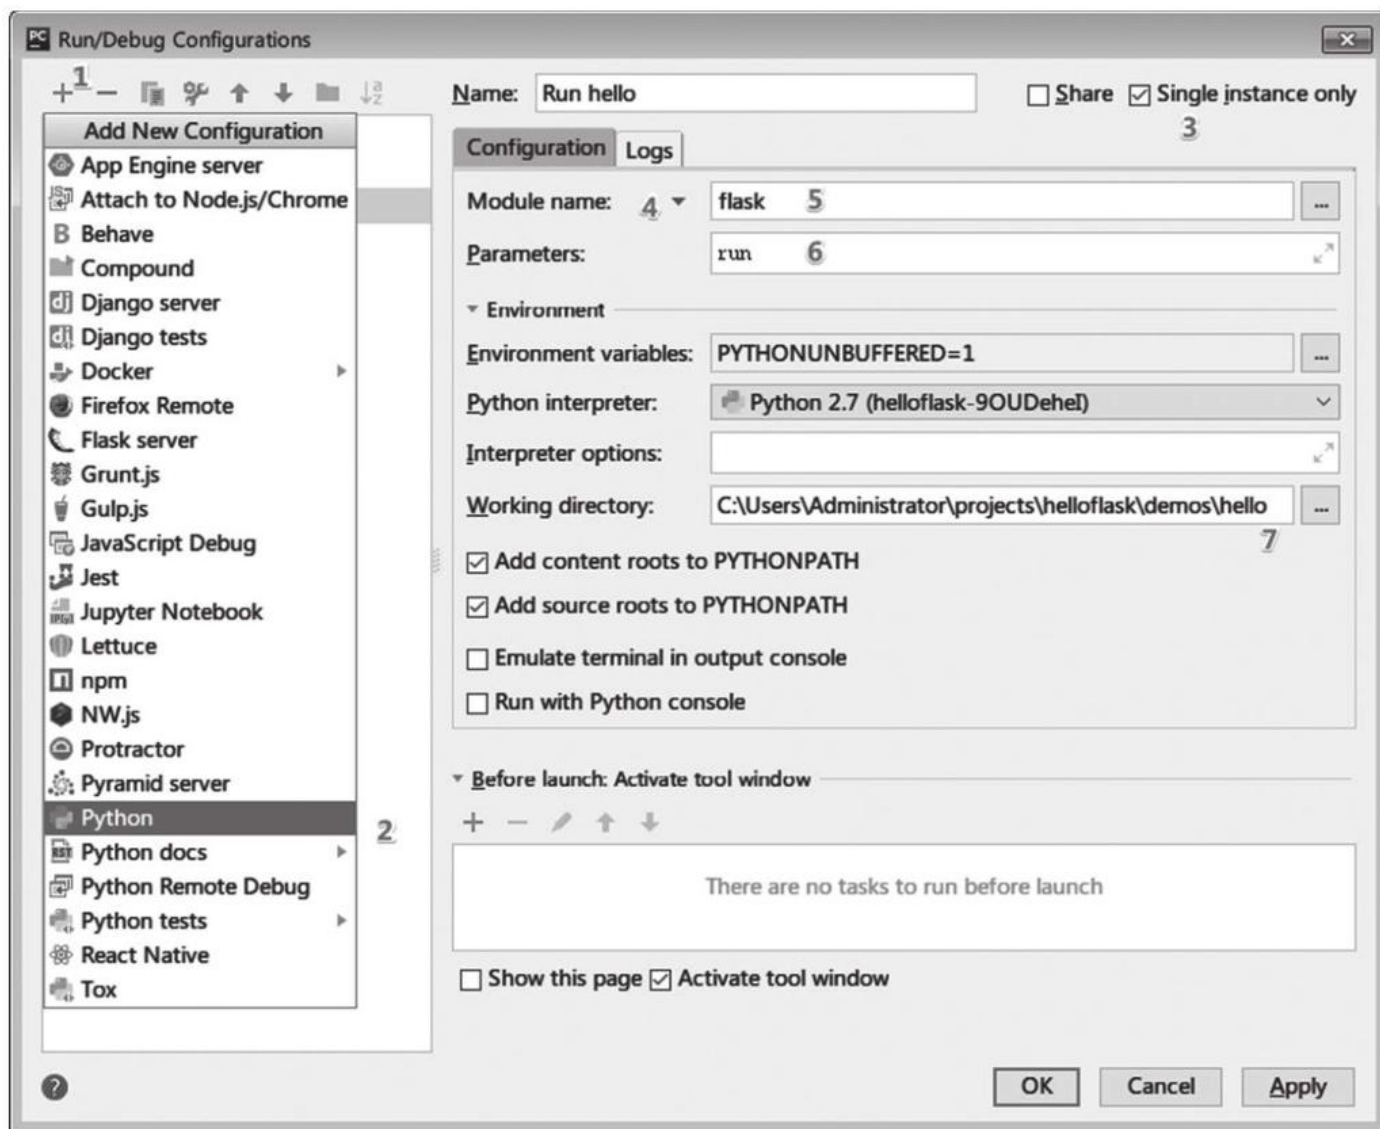 PC Run/Debug Configurations
1
Name: Run hello
Share Single instance only
3
Add New Configuration
App Engine server
Attach to Node.js/Chrome
Behave
Compound
Django server
Django tests
Docker
Firefox Remote
Flask server
Grunt.js
Gulp.js
JavaScript Debug
Jest
Jupyter Notebook
Lettuce
npm
NW.js
Protractor
Pyramid server
Python
2
Python docs
Python Remote Debug
Python tests
React Native
Tox
Configuration Logs
Module name: 4 flask 5 ...
Parameters: run 6
Environment
Environment variables: PYTHONUNBUFFERED=1 ...
Python interpreter: Python 2.7 (helloflask-9OUDeheI)
Interpreter options:
Working directory: C:\Users\Administrator\projects\helloflask\demos\hello ...
7
Add content roots to PYTHONPATH
Add source roots to PYTHONPATH
Emulate terminal in output console
Run with Python console
Before launch: Activate tool window
There are no tasks to run before launch
Show this page Activate tool window
? OK Cancel Apply